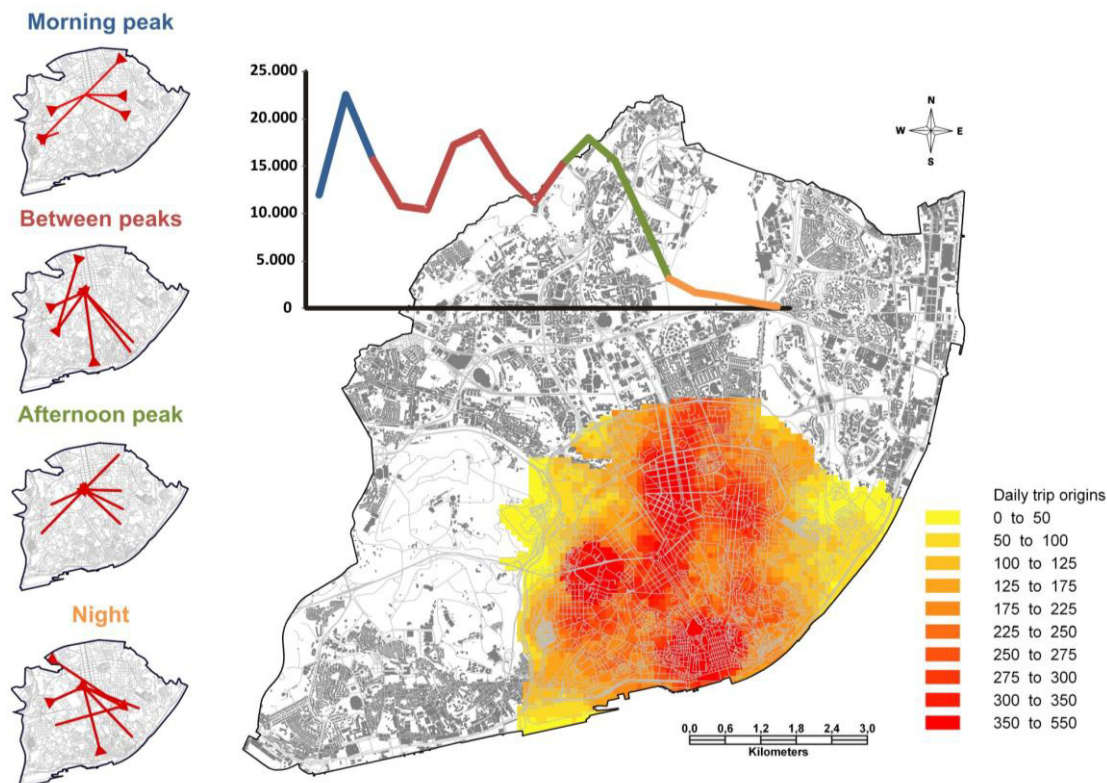 Morning peak
Between peaks
Afternoon peak
Night
25.000
20.000
15.000
10.000
5.000
0
N
W E
S
Daily trip origins
0 to 50
50 to 100
100 to 125
125 to 175
175 to 225
225 to 250
250 to 275
275 to 300
300 to 350
350 to 550
0,0 0,6 1,2 1,8 2,4 3,0
Kilometers